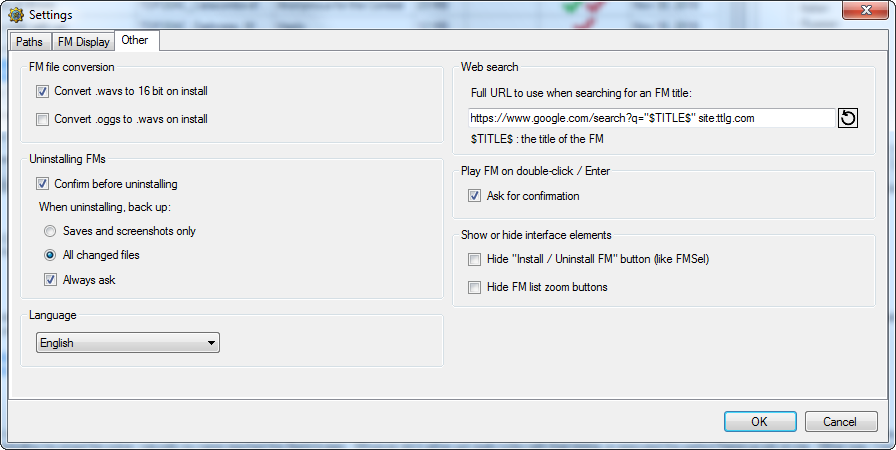 Settings
Paths
FM Display
Other
FM file conversion
Convert .wavs to 16 bit on install
Convert .oggs to .wavs on install
Uninstalling FMs
Confirm before uninstalling
When uninstalling, back up:
Saves and screenshots only
All changed files
Always ask
Language
English
Web search
Full URL to use when searching for an FM title:
https://www.google.com/search?q="$TITLE$" site:ttlg.com
$TITLE$ : the title of the FM
Play FM on double-click / Enter
Ask for confirmation
Show or hide interface elements
Hide "Install / Uninstall FM" button (like FMSel)
Hide FM list zoom buttons
OK
Cancel